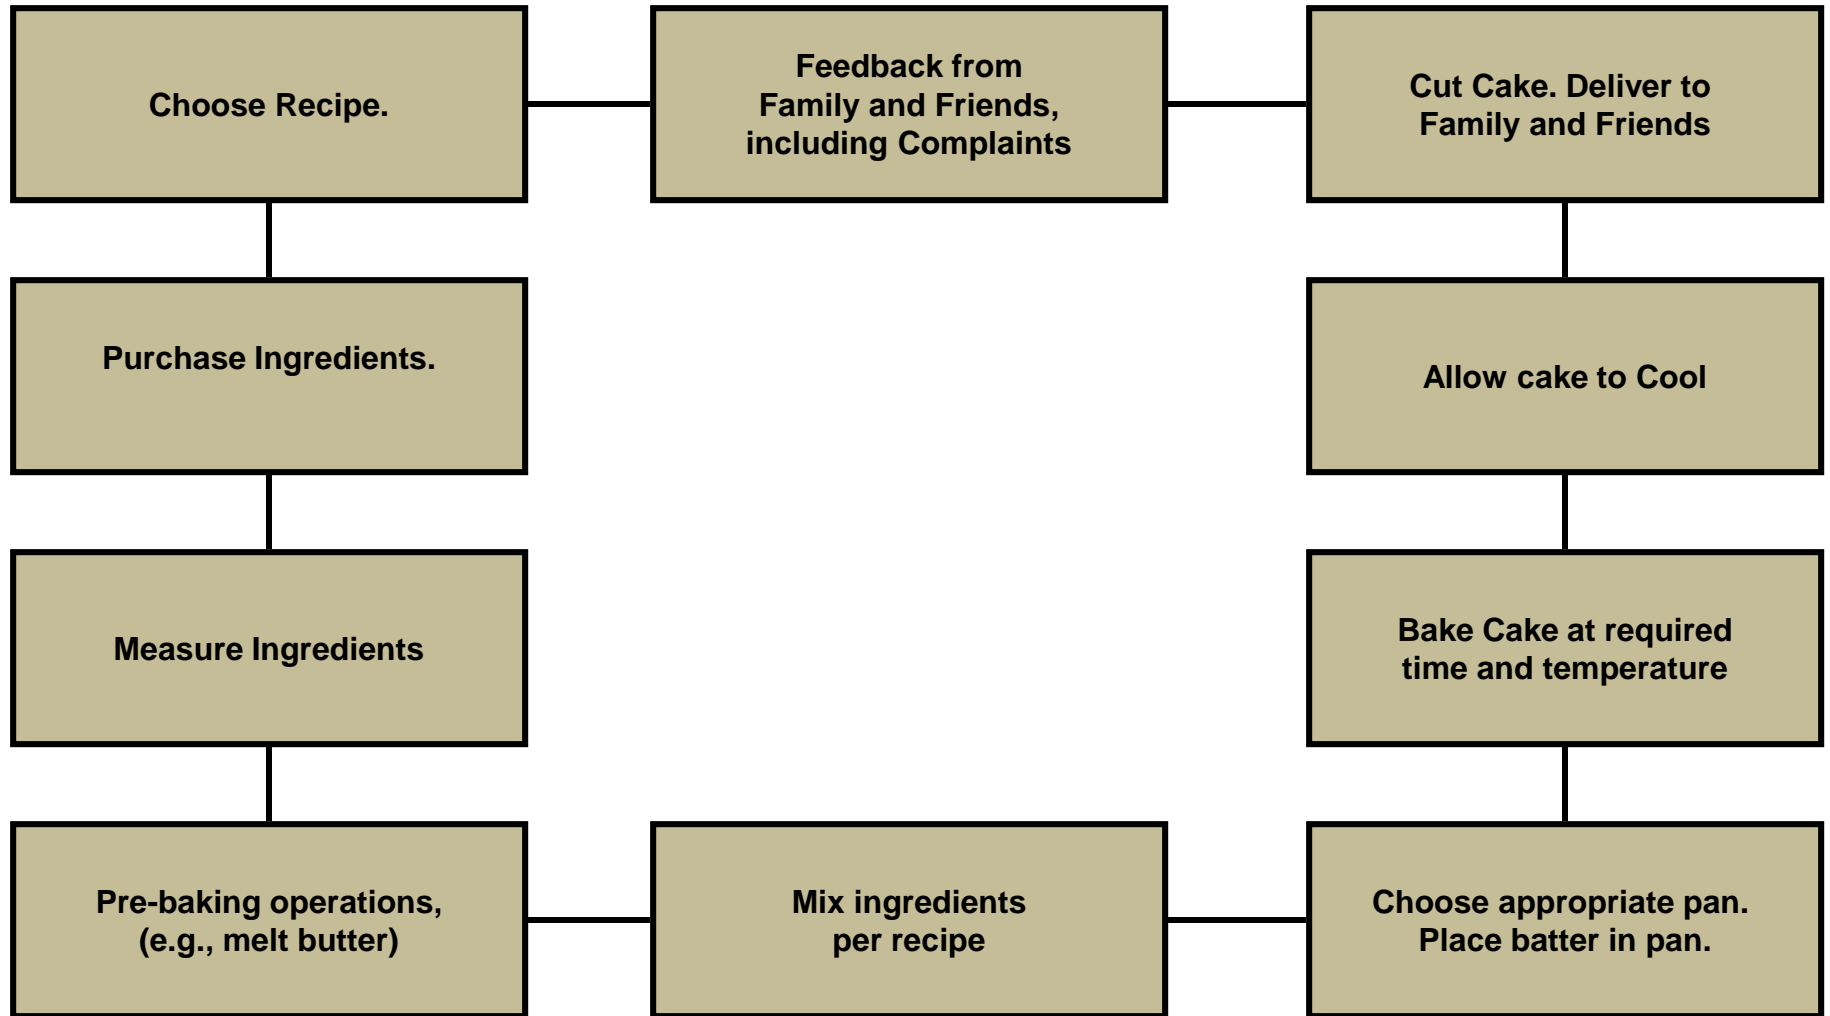 Choose Recipe.
Feedback from
Family and Friends,
including Complaints
Cut Cake. Deliver to
Family and Friends
Purchase Ingredients.
Allow cake to Cool
Measure Ingredients
Bake Cake at required
time and temperature
Pre-baking operations,
(e.g., melt butter)
Mix ingredients
per recipe
Choose appropriate pan.
Place batter in pan.